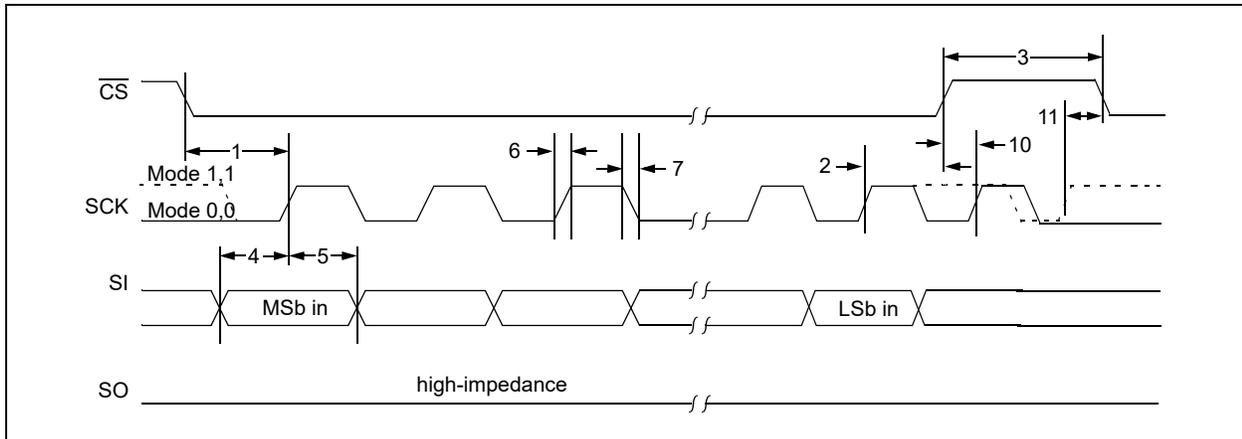 3
CS
11
1
6
7
2
10
Mode 1,1
SCK
Mode 0,0
4
5
SI
MSb in
LSb in
high-impedance
SO